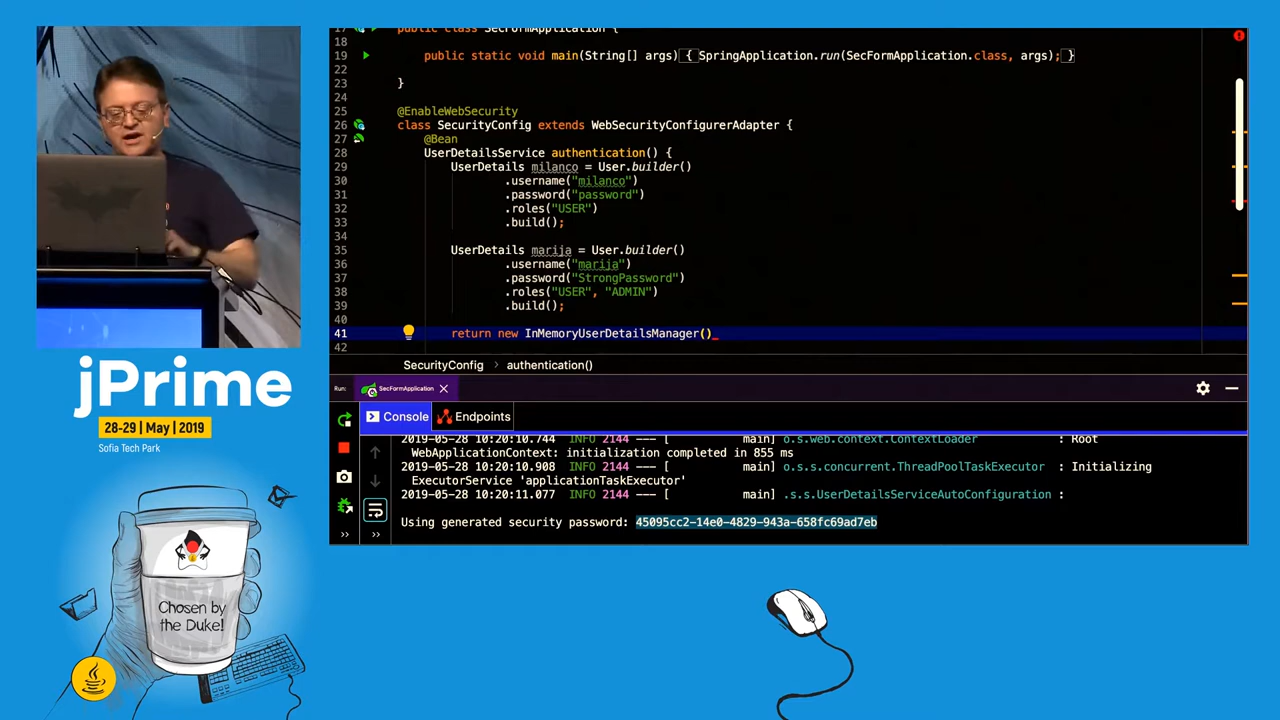 17 public class SecFormApplication {
18
19 public static void main(String[] args) { SpringApplication.run(SecFormApplication.class, args); }
22
23 }
24
25 @EnableWebSecurity
26 class SecurityConfig extends WebSecurityConfigurerAdapter {
27 @Bean
28 UserDetailsService authentication() {
29 UserDetails milanco = User.builder()
30 .username("milanco")
31 .password("password")
32 .roles("USER")
33 .build();
34
35 UserDetails marija = User.builder()
36 .username("marija")
37 .password("StrongPassword")
38 .roles("USER", "ADMIN")
39 .build();
40
41 return new InMemoryUserDetailsManager()
42
SecurityConfig > authentication()
Run: SecFormApplication
Console Endpoints
2019-05-28 10:20:10.744 INFO 2144 --- [ main] o.s.web.context.ContextLoader : Root
WebApplicationContext: initialization completed in 855 ms
2019-05-28 10:20:10.908 INFO 2144 --- [ main] o.s.s.concurrent.ThreadPoolTaskExecutor : Initializing
ExecutorService 'applicationTaskExecutor'
2019-05-28 10:20:11.077 INFO 2144 --- [ main] .s.s.UserDetailsServiceAutoConfiguration :
Using generated security password: 45095cc2-14e0-4829-943a-658fc69ad7eb
jPrime
28-29 | May | 2019
Sofia Tech Park
Chosen by
the Duke!